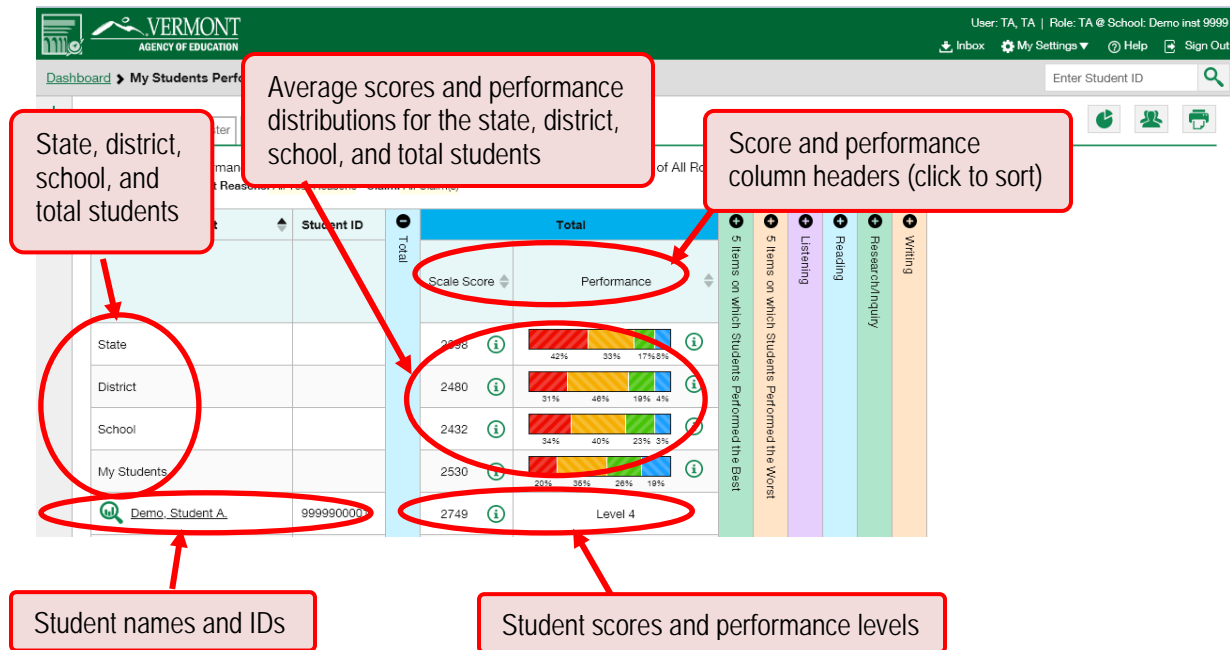 VERMONT
AGENCY OF EDUCATION
User: TA, TA | Role: TA @ School: Demo inst 9999
Inbox My Settings ▼ Help Sign Out
Dashboard > My Students
Enter Student ID
Average scores and performance
distributions for the state, district,
school, and total students
State, district,
school, and
total students
Score and performance
column headers (click to sort)
of All
Student ID
Total
Total
Scale Score
Performance
5 Items on which Students Performed the Best
5 Items on which Students Performed the Worst
Listening
Reading
Research/Inquiry
Writing
State
42% 33% 17% 8%
District 2480
31% 46% 19% 4%
School 2432
34% 40% 23% 3%
My Students 2530
20% 36% 26% 19%
Demo, Student A. 999990000 2749 Level 4
Student names and IDs
Student scores and performance levels